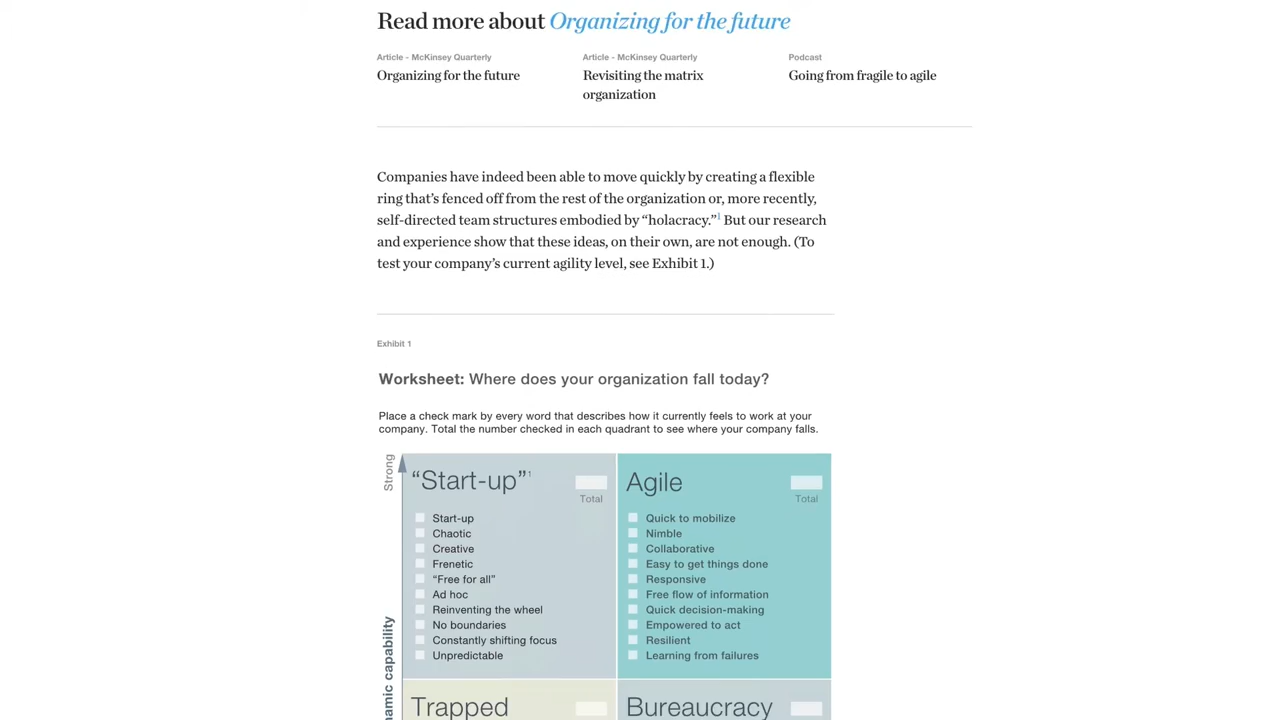 Read more about Organizing for the future
Article - McKinsey Quarterly
Organizing for the future
Article - McKinsey Quarterly
Revisiting the matrix
organization
Podcast
Going from fragile to agile
Companies have indeed been able to move quickly by creating a flexible
ring that’s fenced off from the rest of the organization or, more recently,
self-directed team structures embodied by “holacracy.”1 But our research
and experience show that these ideas, on their own, are not enough. (To
test your company’s current agility level, see Exhibit 1.)
Exhibit 1
Worksheet: Where does your organization fall today?
Place a check mark by every word that describes how it currently feels to work at your
company. Total the number checked in each quadrant to see where your company falls.
Strong
“Start-up”1
Total
Start-up
Chaotic
Creative
Frenetic
“Free for all”
Ad hoc
Reinventing the wheel
No boundaries
Constantly shifting focus
Unpredictable
Agile
Total
Quick to mobilize
Nimble
Collaborative
Easy to get things done
Responsive
Free flow of information
Quick decision-making
Empowered to act
Resilient
Learning from failures
capability
Trapped
Bureaucracy